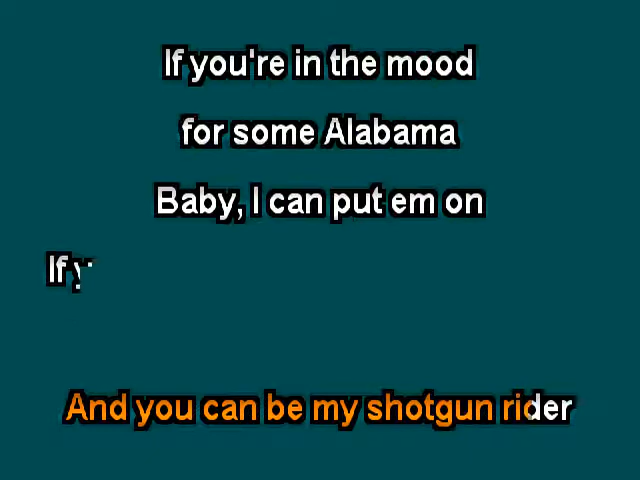 If you're in the mood
for some Alabama
Baby, I can put em on
If
And you can be my shotgun rider